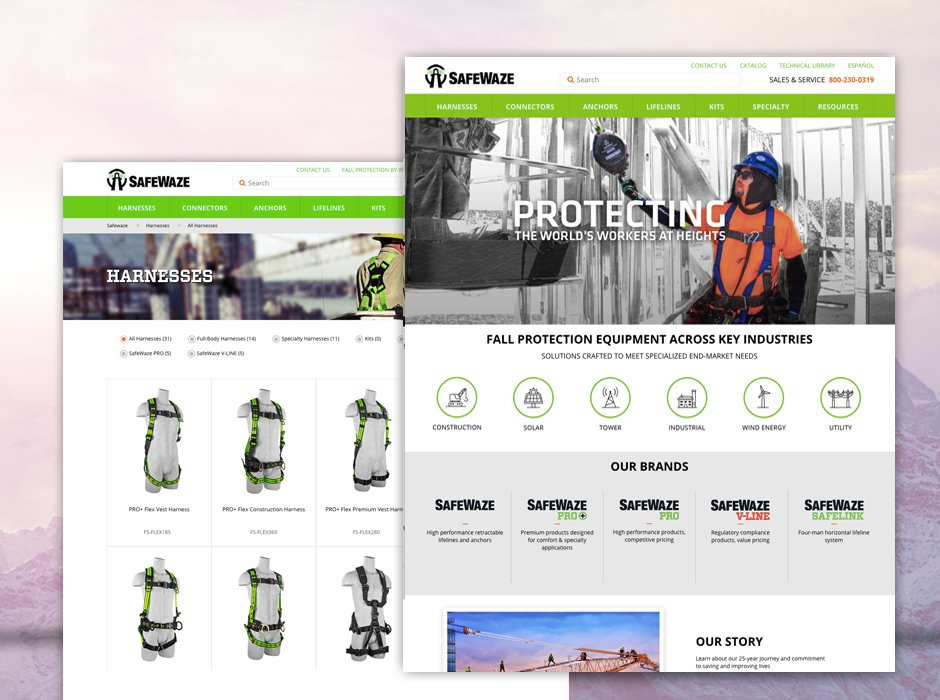 SAFEWAZE
CONTACT US
FALL PROTECTION BY
Search
HARNESSES
CONNECTORS
ANCHORS
LIFELINES
KITS
Safewaze
Harnesses
All Harnesses
HARNESSES
All Harnesses (31)
Full-Body Harnesses (14)
Specialty Harnesses (11)
Kits (0)
SafeWaze PRO (5)
SafeWaze V-LINE (5)
PRO+ Flex Vest Harness
PRO+ Flex Construction Harness
PRO+ Flex Premium Vest Harn
FS-FLEX185
FS-FLEX360
FS-FLEX280
SAFEWAZE
CONTACT US
CATALOG
TECHNICAL LIBRARY
ESPAÑOL
Search
SALES & SERVICE 800-230-0319
HARNESSES
CONNECTORS
ANCHORS
LIFELINES
KITS
SPECIALTY
RESOURCES
PROTECTING
THE WORLD'S WORKERS AT HEIGHTS
FALL PROTECTION EQUIPMENT ACROSS KEY INDUSTRIES
SOLUTIONS CRAFTED TO MEET SPECIALIZED END-MARKET NEEDS
CONSTRUCTION
SOLAR
TOWER
INDUSTRIAL
WIND ENERGY
UTILITY
OUR BRANDS
SAFEWAZE
High performance retractable
lifelines and anchors
SAFEWAZE
PRO+
Premium products designed
for comfort & specialty
applications
SAFEWAZE
PRO
High performance products,
competitive pricing
SAFEWAZE
V-LINE
Regulatory compliance
products, value pricing
SAFEWAZE
SAFELINK
Four-man horizontal lifeline
system
OUR STORY
Learn about our 25-year journey and commitment
to saving and improving lives